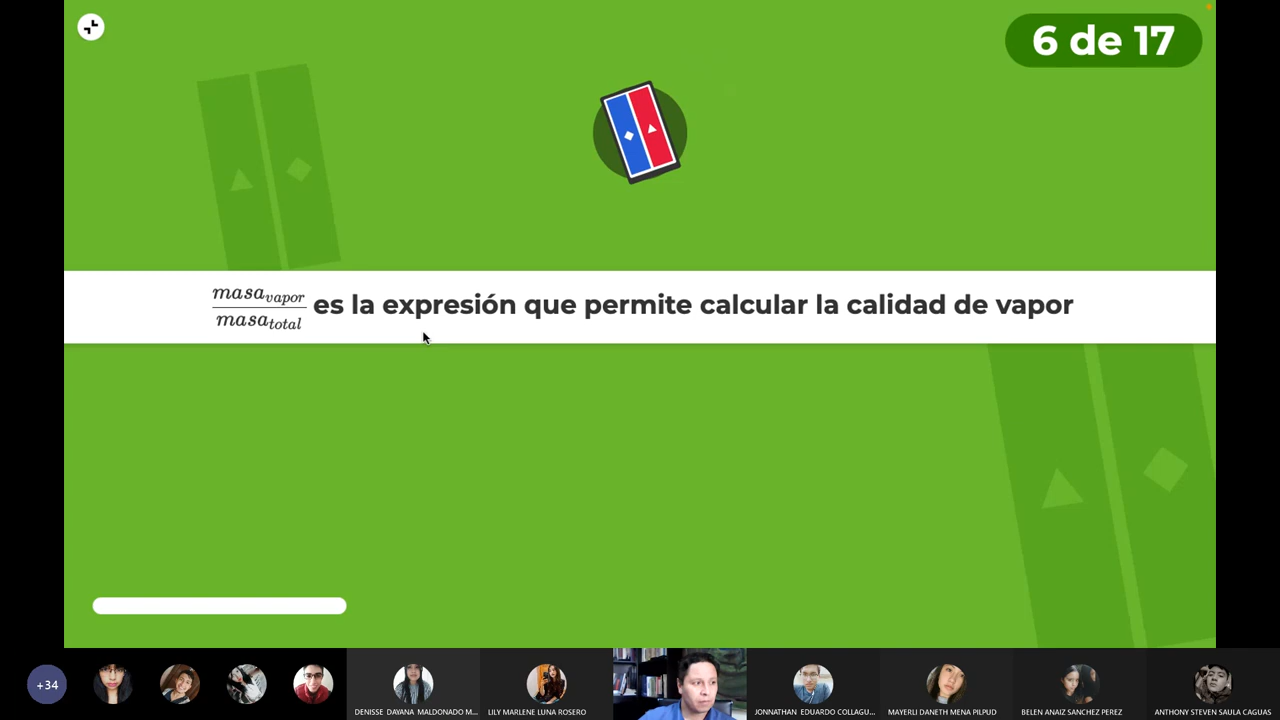 6 de 17
masa_vapor / masa_total es la expresión que permite calcular la calidad de vapor
+34
DENISSE DAYANA MALDONADO M...
LILY MARLENE LUNA ROSERO
JONNATHAN EDUARDO COLLAGU...
MAYERLI DANETH MENA PILPUD
BELEN ANAIZ SANCHEZ PEREZ
ANTHONY STEVEN SAULA CAGUAS